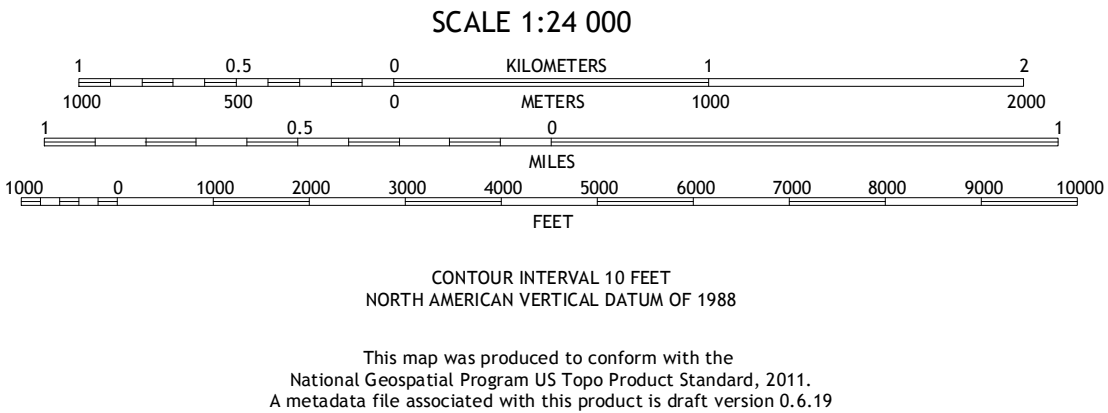 SCALE 1:24 000
1 0.5 0 KILOMETERS 1 2
1000 500 0 METERS 1000 2000
1 0.5 0 1
MILES
1000 0 1000 2000 3000 4000 5000 6000 7000 8000 9000 10000
FEET
CONTOUR INTERVAL 10 FEET
NORTH AMERICAN VERTICAL DATUM OF 1988
This map was produced to conform with the
National Geospatial Program US Topo Product Standard, 2011.
A metadata file associated with this product is draft version 0.6.19